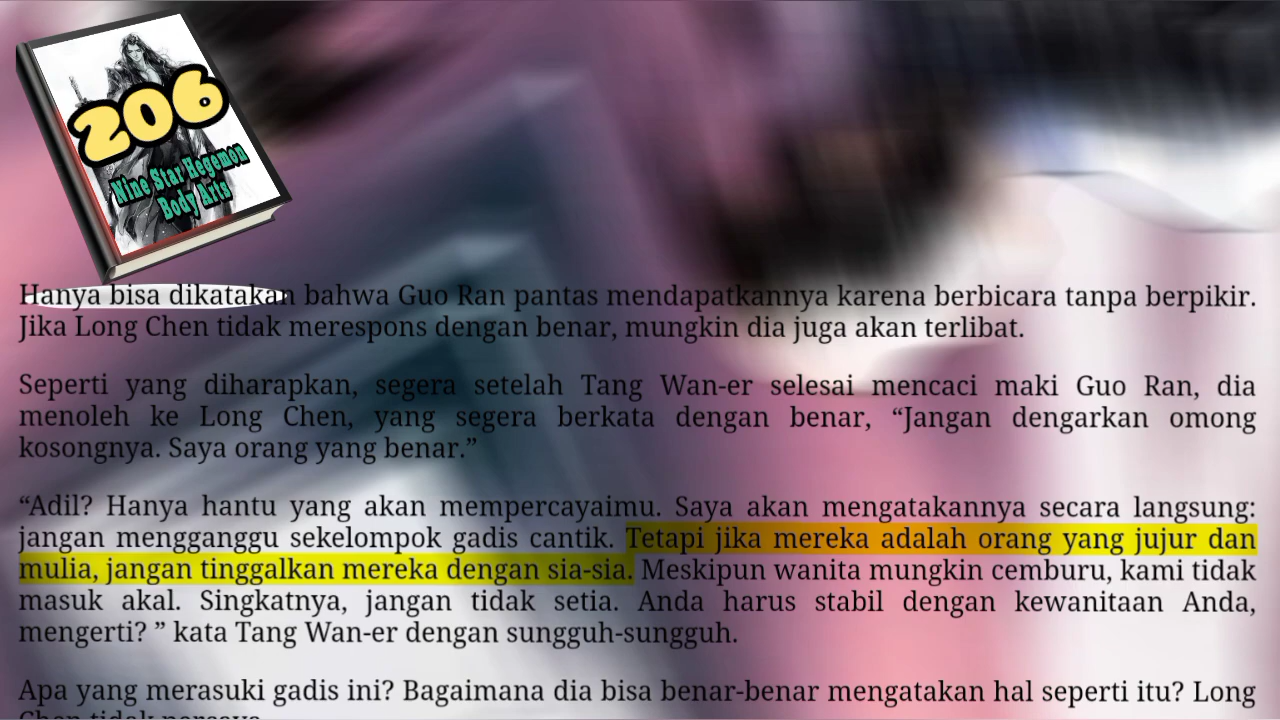 206
Nine Star Hegemon
Body Arts
Hanya bisa dikatakan bahwa Guo Ran pantas mendapatkannya karena berbicara tanpa berpikir.
Jika Long Chen tidak merespons dengan benar, mungkin dia juga akan terlibat.
Seperti yang diharapkan, segera setelah Tang Wan-er selesai mencaci maki Guo Ran, dia
menoleh ke Long Chen, yang segera berkata dengan benar, “Jangan dengarkan omong
kosongnya. Saya orang yang benar.”
“Adil? Hanya hantu yang akan mempercayaimu. Saya akan mengatakannya secara langsung:
jangan mengganggu sekelompok gadis cantik. Tetapi jika mereka adalah orang yang jujur dan
mulia, jangan tinggalkan mereka dengan sia-sia. Meskipun wanita mungkin cemburu, kami tidak
masuk akal. Singkatnya, jangan tidak setia. Anda harus stabil dengan kewanitaan Anda,
mengerti? ” kata Tang Wan-er dengan sungguh-sungguh.
Apa yang merasuki gadis ini? Bagaimana dia bisa benar-benar mengatakan hal seperti itu? Long
Chen tidak percaya.